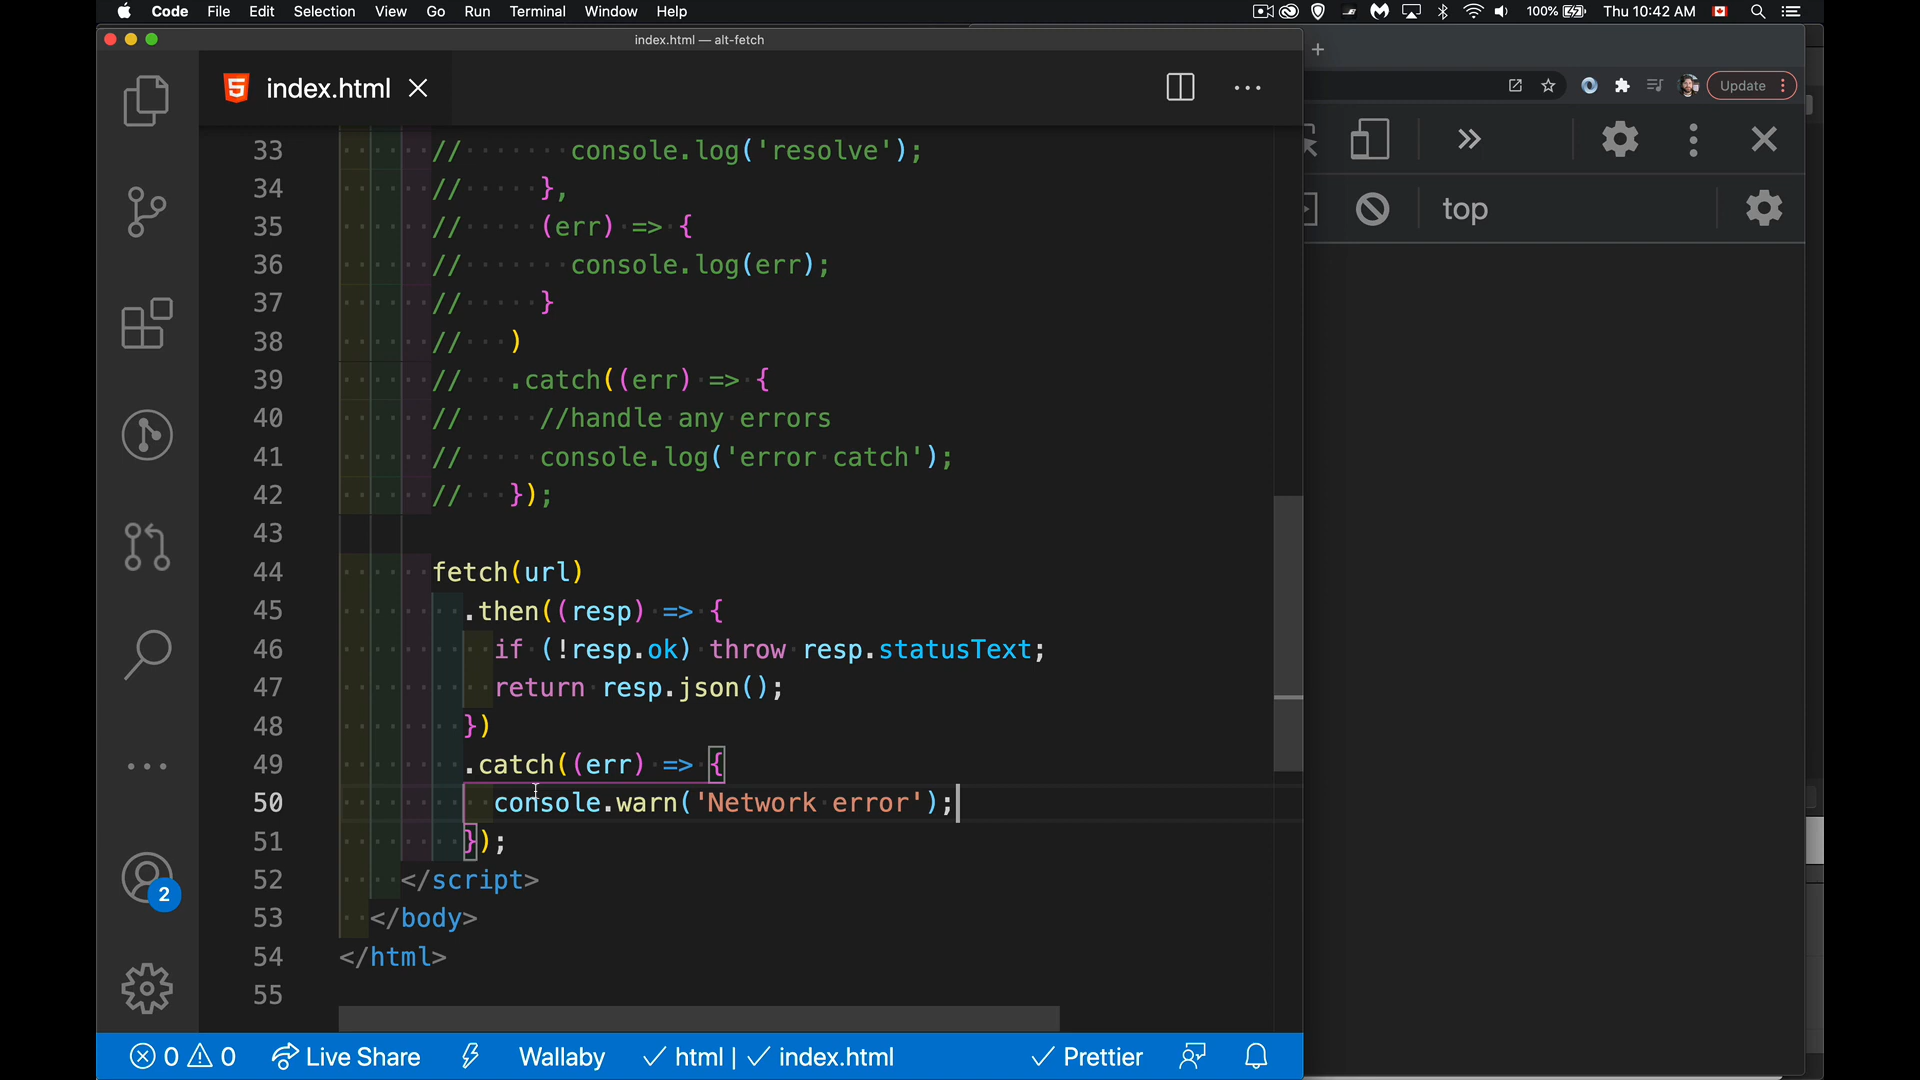 Code File Edit Selection View Go Run Terminal Window Help 100% Thu 10:42 AM
index.html — alt-fetch
index.html
Update
top
33 // console.log('resolve');
34 // },
35 // (err) => {
36 // console.log(err);
37 // }
38 // )
39 // .catch((err) => {
40 // //handle any errors
41 // console.log('error catch');
42 // });
43
44 fetch(url)
45 .then((resp) => {
46 if (!resp.ok) throw resp.statusText;
47 return resp.json();
48 })
49 .catch((err) => {
50 console.warn('Network error');
51 });
52 </script>
53 </body>
54 </html>
55
2
0 0 Live Share Wallaby html | index.html Prettier